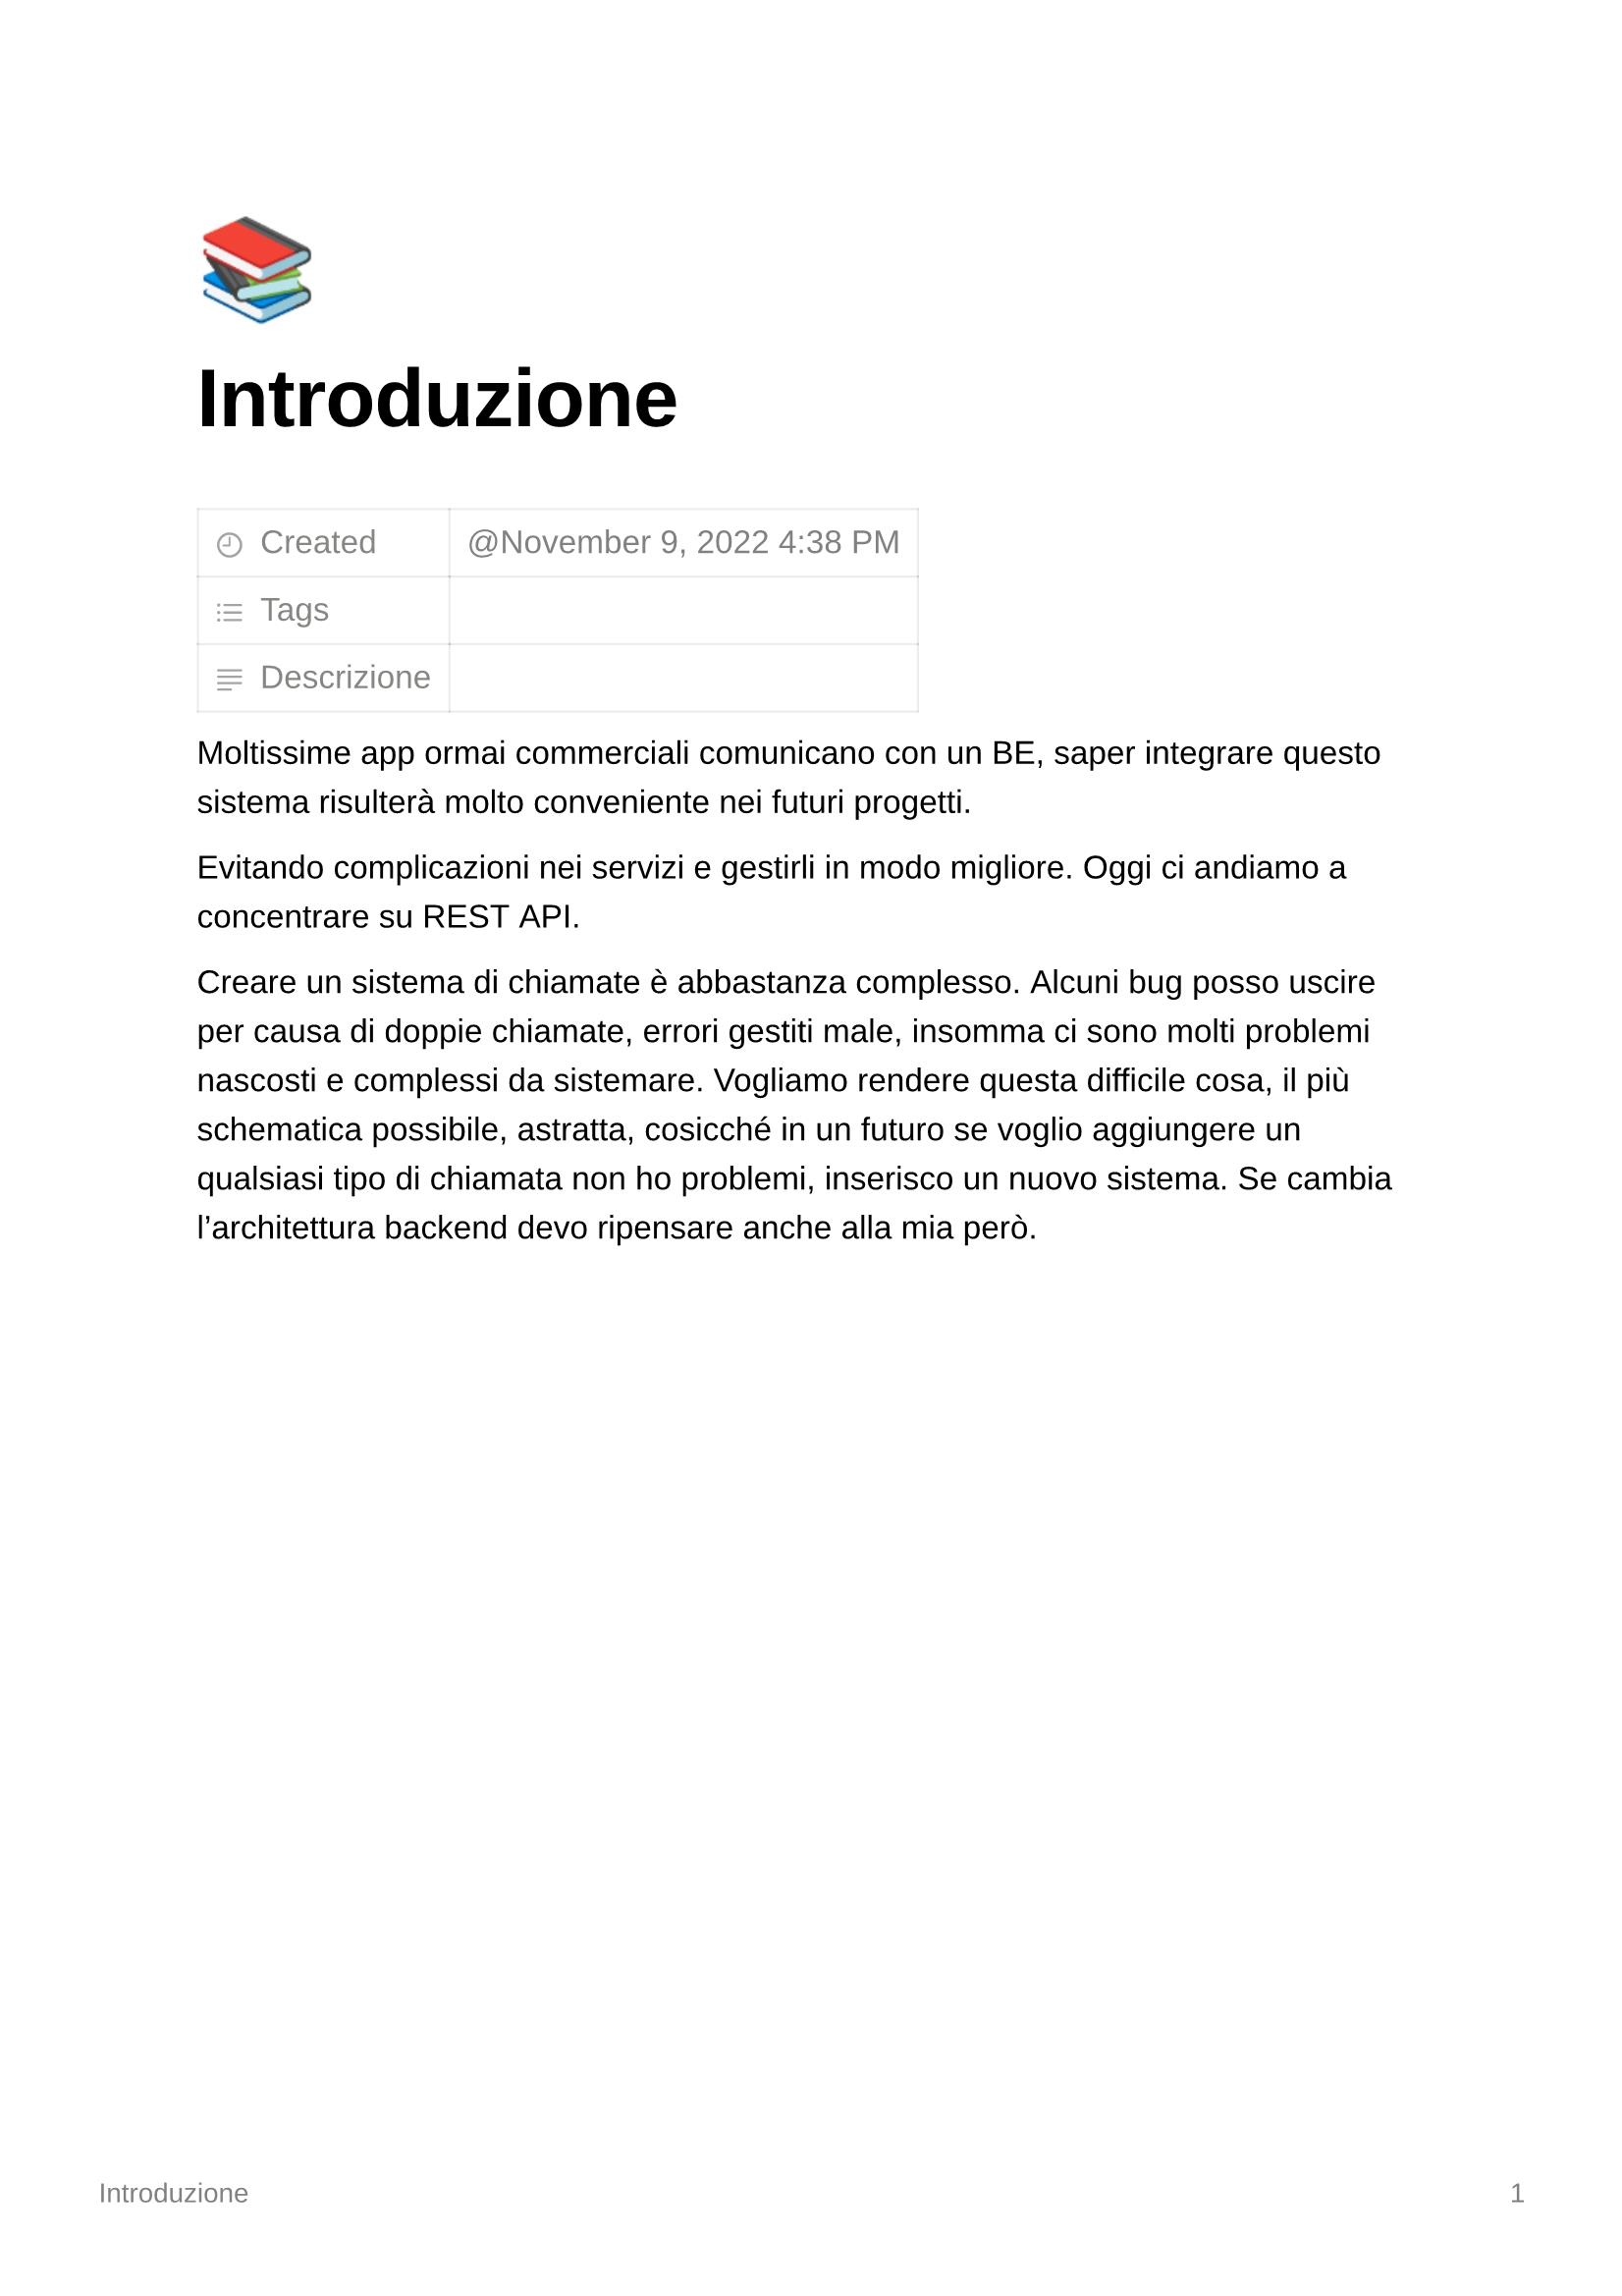 Introduzione
Created @November 9, 2022 4:38 PM
Tags
Descrizione
Moltissime app ormai commerciali comunicano con un BE, saper integrare questo
sistema risulterà molto conveniente nei futuri progetti.
Evitando complicazioni nei servizi e gestirli in modo migliore. Oggi ci andiamo a
concentrare su REST API.
Creare un sistema di chiamate è abbastanza complesso. Alcuni bug posso uscire
per causa di doppie chiamate, errori gestiti male, insomma ci sono molti problemi
nascosti e complessi da sistemare. Vogliamo rendere questa difficile cosa, il più
schematica possibile, astratta, cosicché in un futuro se voglio aggiungere un
qualsiasi tipo di chiamata non ho problemi, inserisco un nuovo sistema. Se cambia
l’architettura backend devo ripensare anche alla mia però.
Introduzione 1